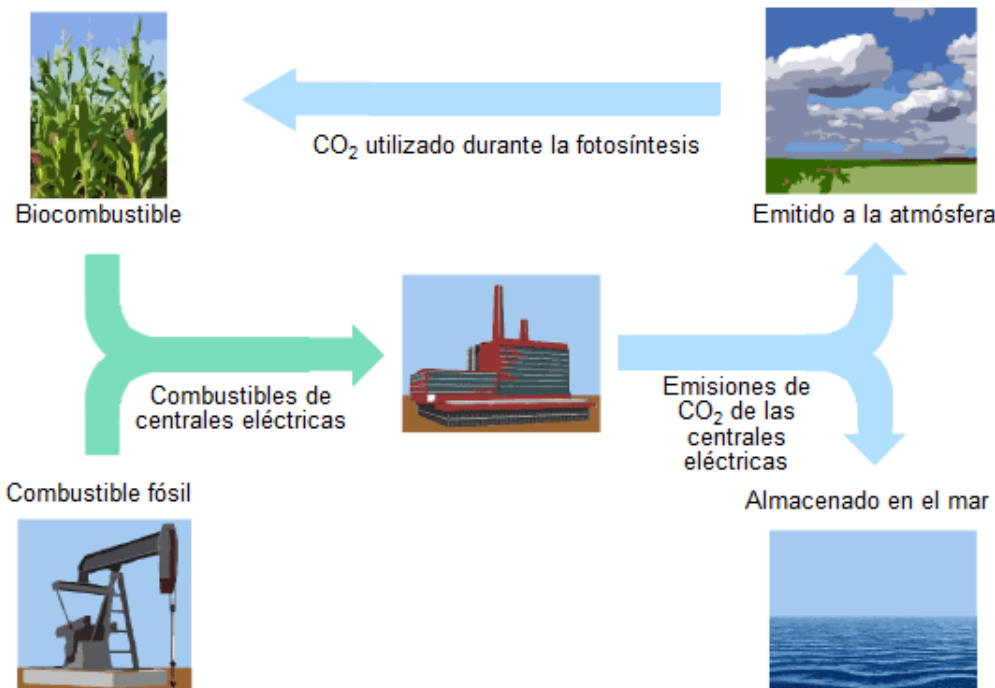 CO₂ utilizado durante la fotosíntesis
Biocombustible
Emitido a la atmósfera
Combustibles de
centrales eléctricas
Emisiones de
CO₂ de las
centrales
eléctricas
Combustible fósil
Almacenado en el mar